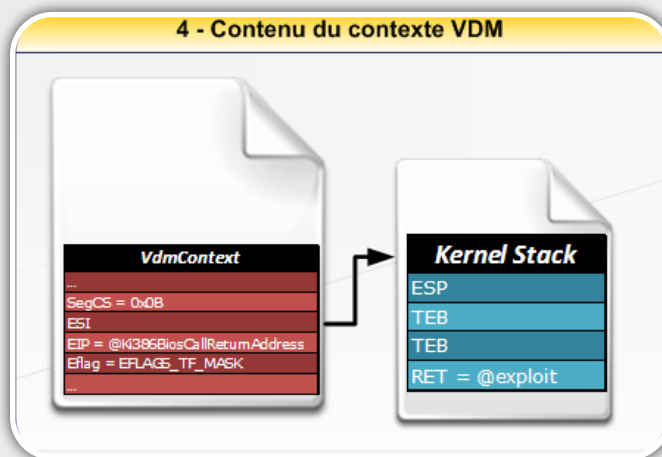 4 - Contenu du contexte VDM
VdmContext
...
SegCS = 0x0B
ESI
EIP = @Ki386BiosCallReturnAddress
Eflag = EFLAGS_TF_MASK
...
Kernel Stack
ESP
TEB
TEB
RET = @exploit